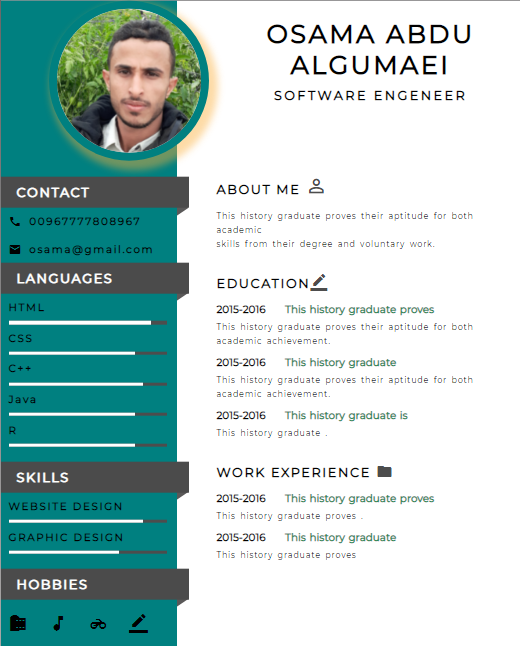 OSAMA ABDU
ALGUMAEI
SOFTWARE ENGENEER
CONTACT
00967777808967
osama@gmail.com
LANGUAGES
HTML
CSS
C++
Java
R
SKILLS
WEBSITE DESIGN
GRAPHIC DESIGN
HOBBIES
ABOUT ME
This history graduate proves their aptitude for both
academic
skills from their degree and voluntary work.
EDUCATION
2015-2016 This history graduate proves
This history graduate proves their aptitude for both
academic achievement.
2015-2016 This history graduate
This history graduate proves their aptitude for both
academic achievement.
2015-2016 This history graduate is
This history graduate .
WORK EXPERIENCE
2015-2016 This history graduate proves
This history graduate proves .
2015-2016 This history graduate
This history graduate proves